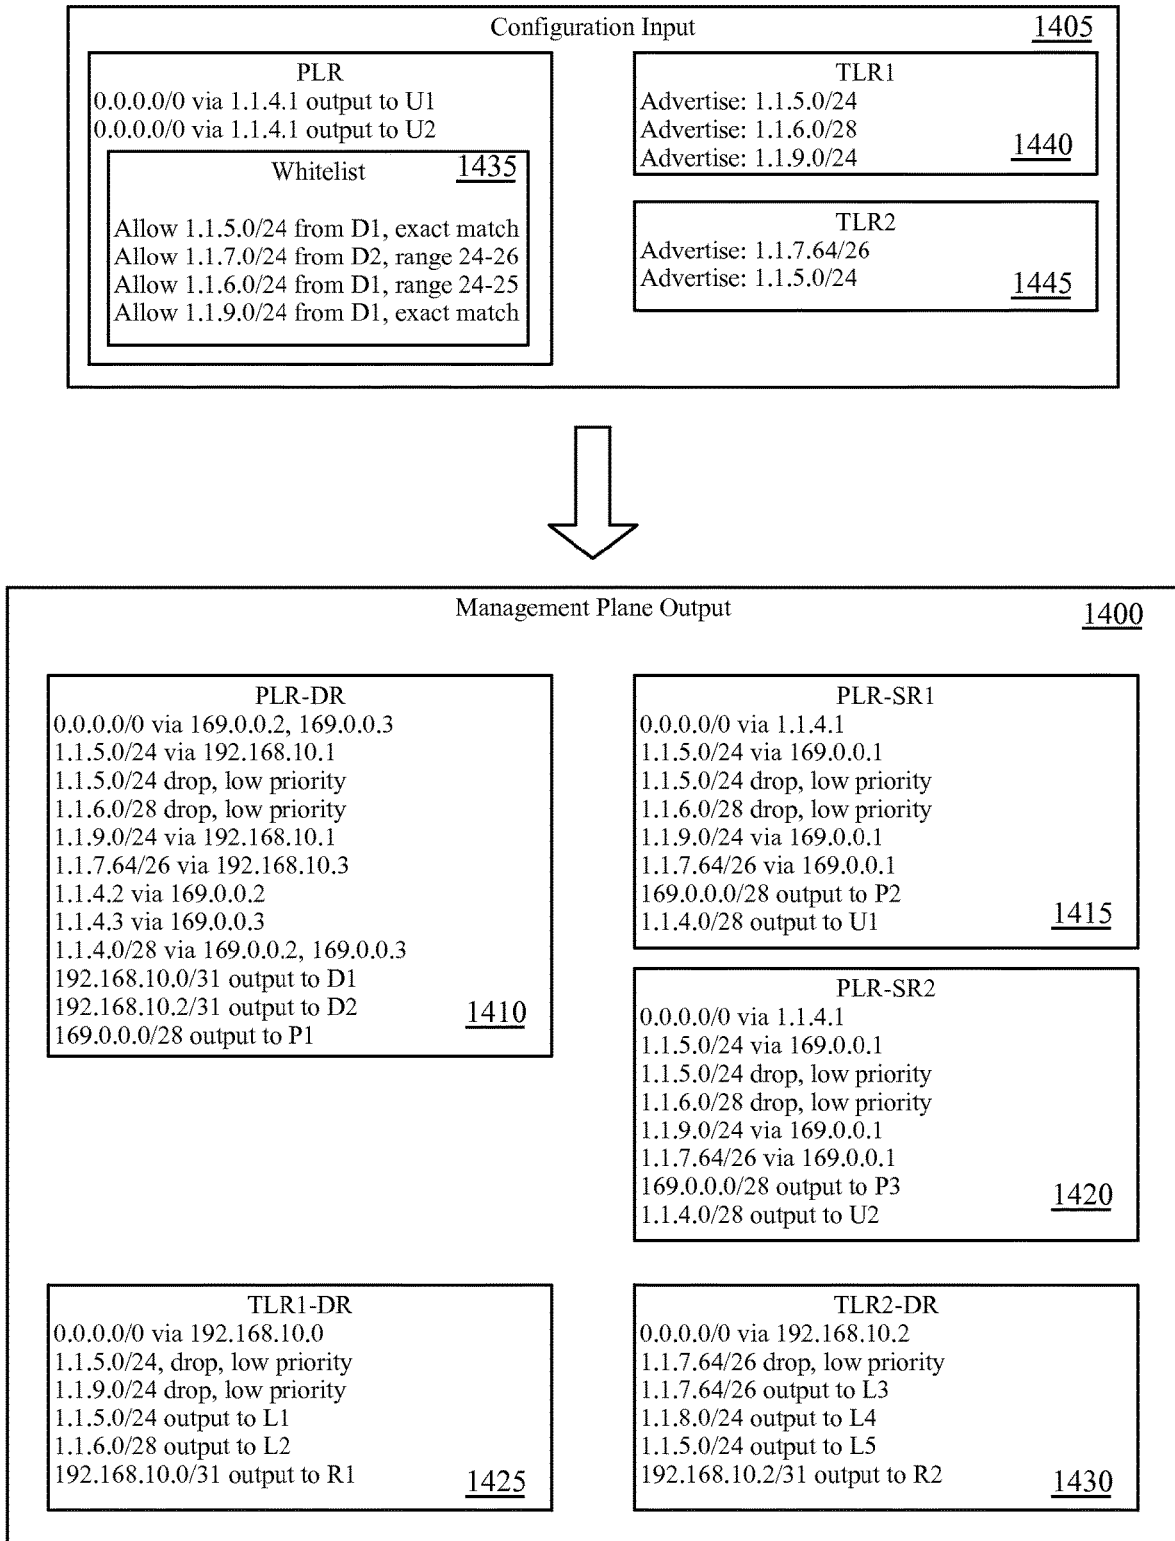 Configuration Input
1405
PLR
0.0.0.0/0 via 1.1.4.1 output to U1
0.0.0.0/0 via 1.1.4.1 output to U2
Whitelist
1435
Allow 1.1.5.0/24 from D1, exact match
Allow 1.1.7.0/24 from D2, range 24-26
Allow 1.1.6.0/24 from D1, range 24-25
Allow 1.1.9.0/24 from D1, exact match
TLR1
Advertise: 1.1.5.0/24
Advertise: 1.1.6.0/28
Advertise: 1.1.9.0/24
1440
TLR2
Advertise: 1.1.7.64/26
Advertise: 1.1.5.0/24
1445
Management Plane Output
1400
PLR-DR
0.0.0.0/0 via 169.0.0.2, 169.0.0.3
1.1.5.0/24 via 192.168.10.1
1.1.5.0/24 drop, low priority
1.1.6.0/28 drop, low priority
1.1.9.0/24 via 192.168.10.1
1.1.7.64/26 via 192.168.10.3
1.1.4.2 via 169.0.0.2
1.1.4.3 via 169.0.0.3
1.1.4.0/28 via 169.0.0.2, 169.0.0.3
192.168.10.0/31 output to D1
192.168.10.2/31 output to D2
169.0.0.0/28 output to P1
1410
PLR-SR1
0.0.0.0/0 via 1.1.4.1
1.1.5.0/24 via 169.0.0.1
1.1.5.0/24 drop, low priority
1.1.6.0/28 drop, low priority
1.1.9.0/24 via 169.0.0.1
1.1.7.64/26 via 169.0.0.1
169.0.0.0/28 output to P2
1.1.4.0/28 output to U1
1415
PLR-SR2
0.0.0.0/0 via 1.1.4.1
1.1.5.0/24 via 169.0.0.1
1.1.5.0/24 drop, low priority
1.1.6.0/28 drop, low priority
1.1.9.0/24 via 169.0.0.1
1.1.7.64/26 via 169.0.0.1
169.0.0.0/28 output to P3
1.1.4.0/28 output to U2
1420
TLR1-DR
0.0.0.0/0 via 192.168.10.0
1.1.5.0/24, drop, low priority
1.1.9.0/24 drop, low priority
1.1.5.0/24 output to L1
1.1.6.0/28 output to L2
192.168.10.0/31 output to R1
1425
TLR2-DR
0.0.0.0/0 via 192.168.10.2
1.1.7.64/26 drop, low priority
1.1.7.64/26 output to L3
1.1.8.0/24 output to L4
1.1.5.0/24 output to L5
192.168.10.2/31 output to R2
1430